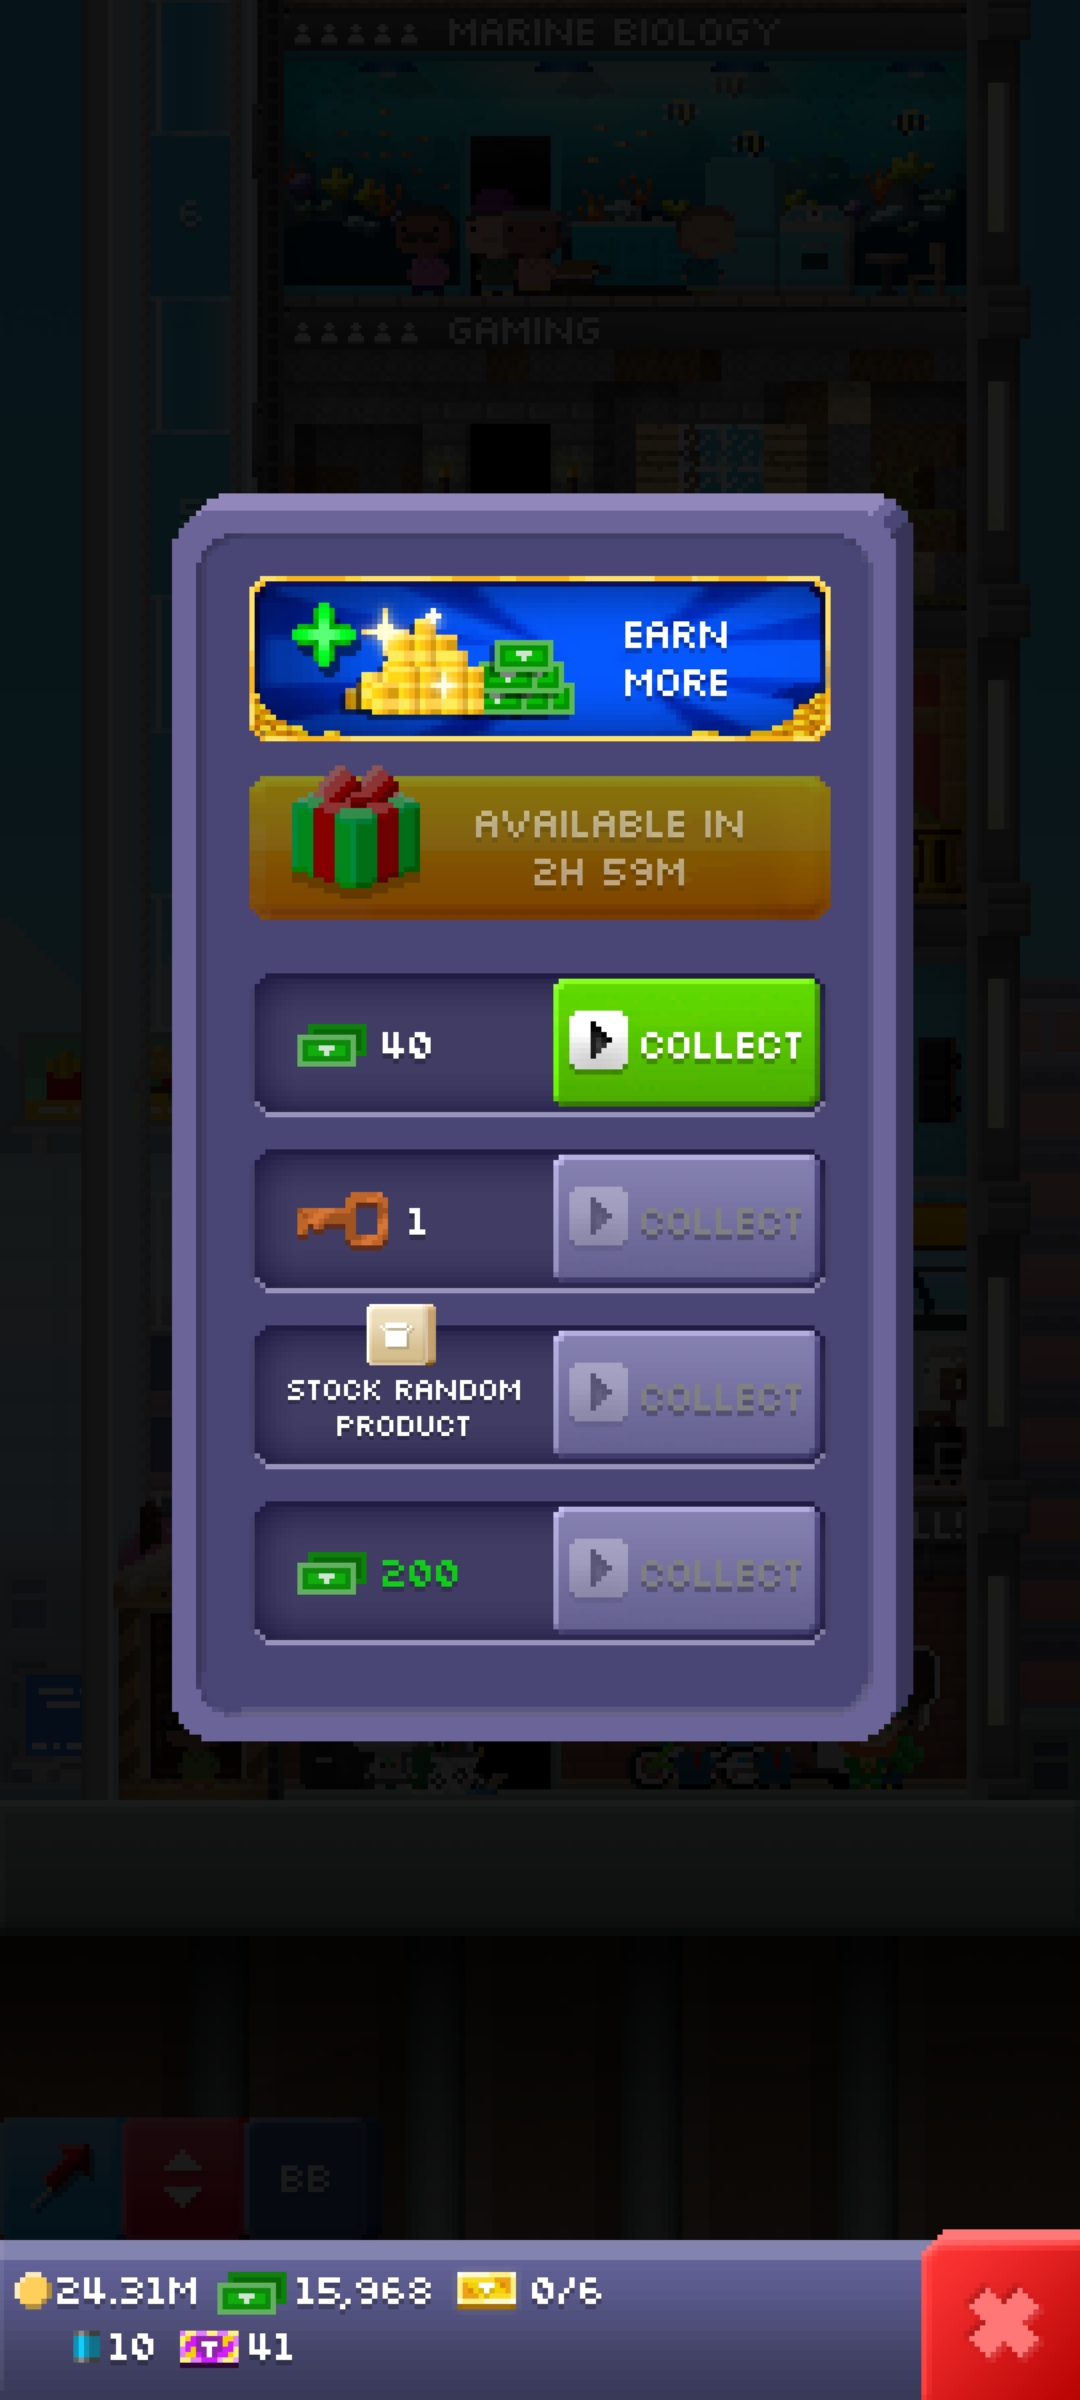 MARINE BIOLOGY
6
GAMING
EARN
MORE
AVAILABLE IN
2H 59M
40
COLLECT
1
COLLECT
STOCK RANDOM
PRODUCT
COLLECT
200
COLLECT
BB
24.31M 15,968 0/6
10 41